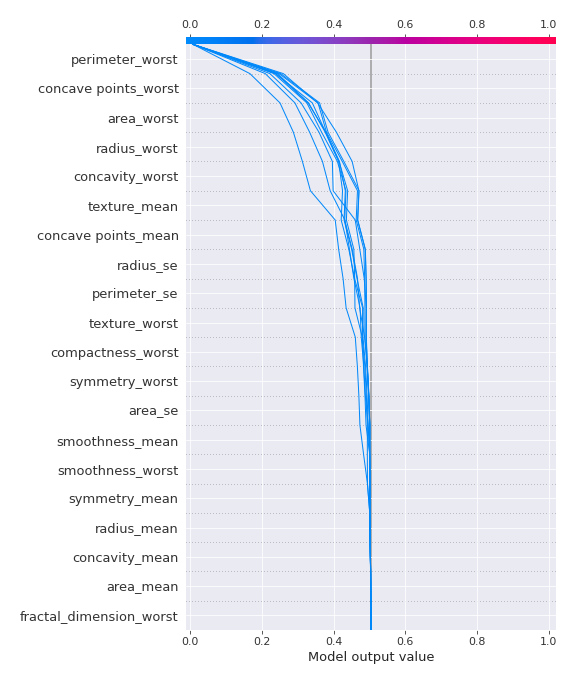 0.0 0.2 0.4 0.6 0.8 1.0
perimeter_worst
concave points_worst
area_worst
radius_worst
concavity_worst
texture_mean
concave points_mean
radius_se
perimeter_se
texture_worst
compactness_worst
symmetry_worst
area_se
smoothness_mean
smoothness_worst
symmetry_mean
radius_mean
concavity_mean
area_mean
fractal_dimension_worst
0.0 0.2 0.4 0.6 0.8 1.0
Model output value